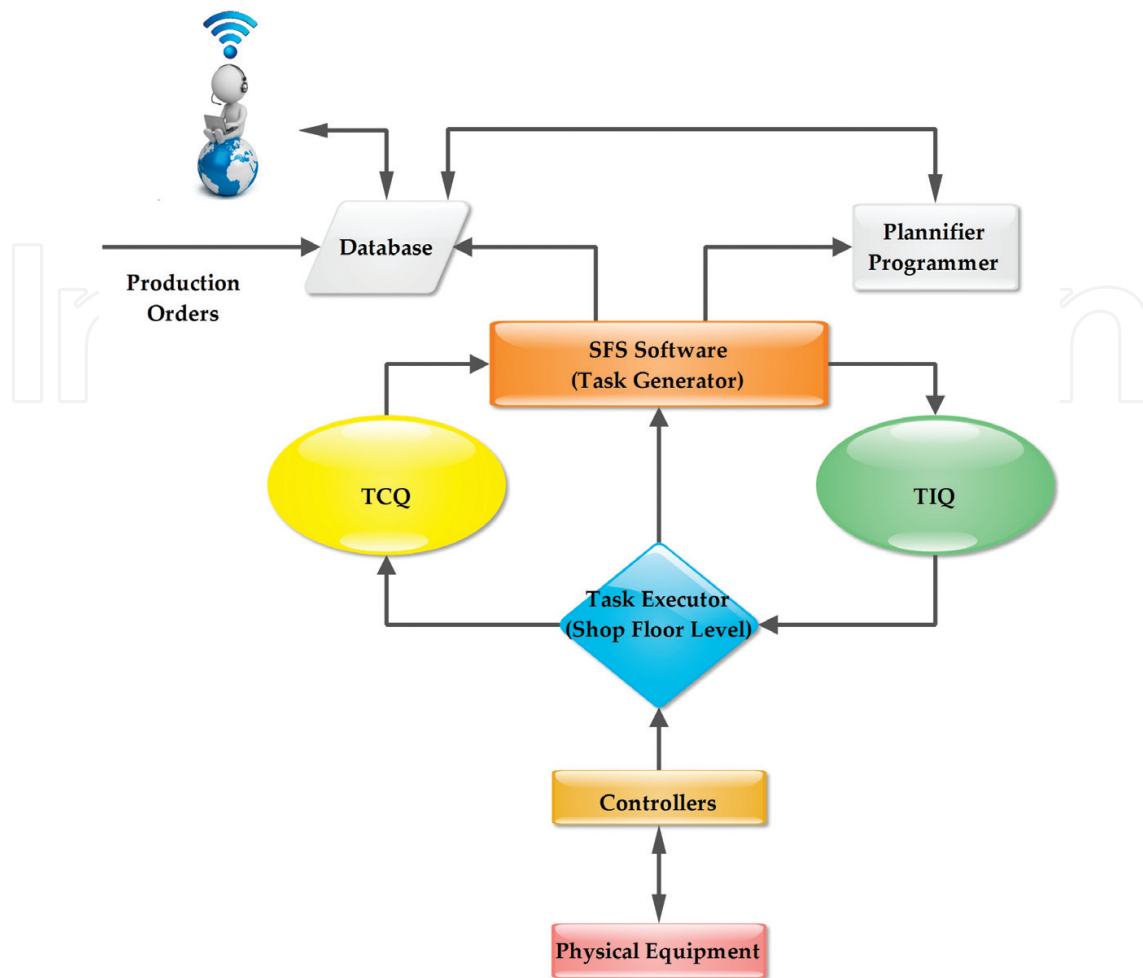 Database
Plannifier
Programmer
Production
Orders
SFS Software
(Task Generator)
TCQ
TIQ
Task Executor
(Shop Floor Level)
Controllers
Physical Equipment